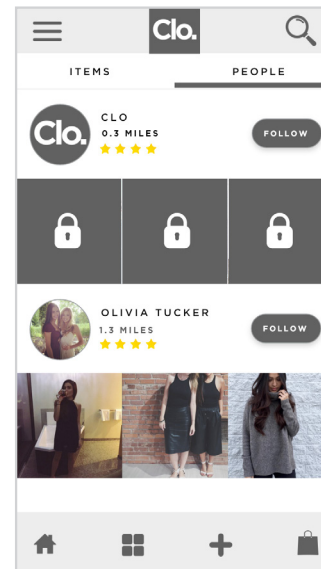 Clo.
ITEMS
PEOPLE
Clo.
CLO
0.3 MILES
FOLLOW
OLIVIA TUCKER
1.3 MILES
FOLLOW